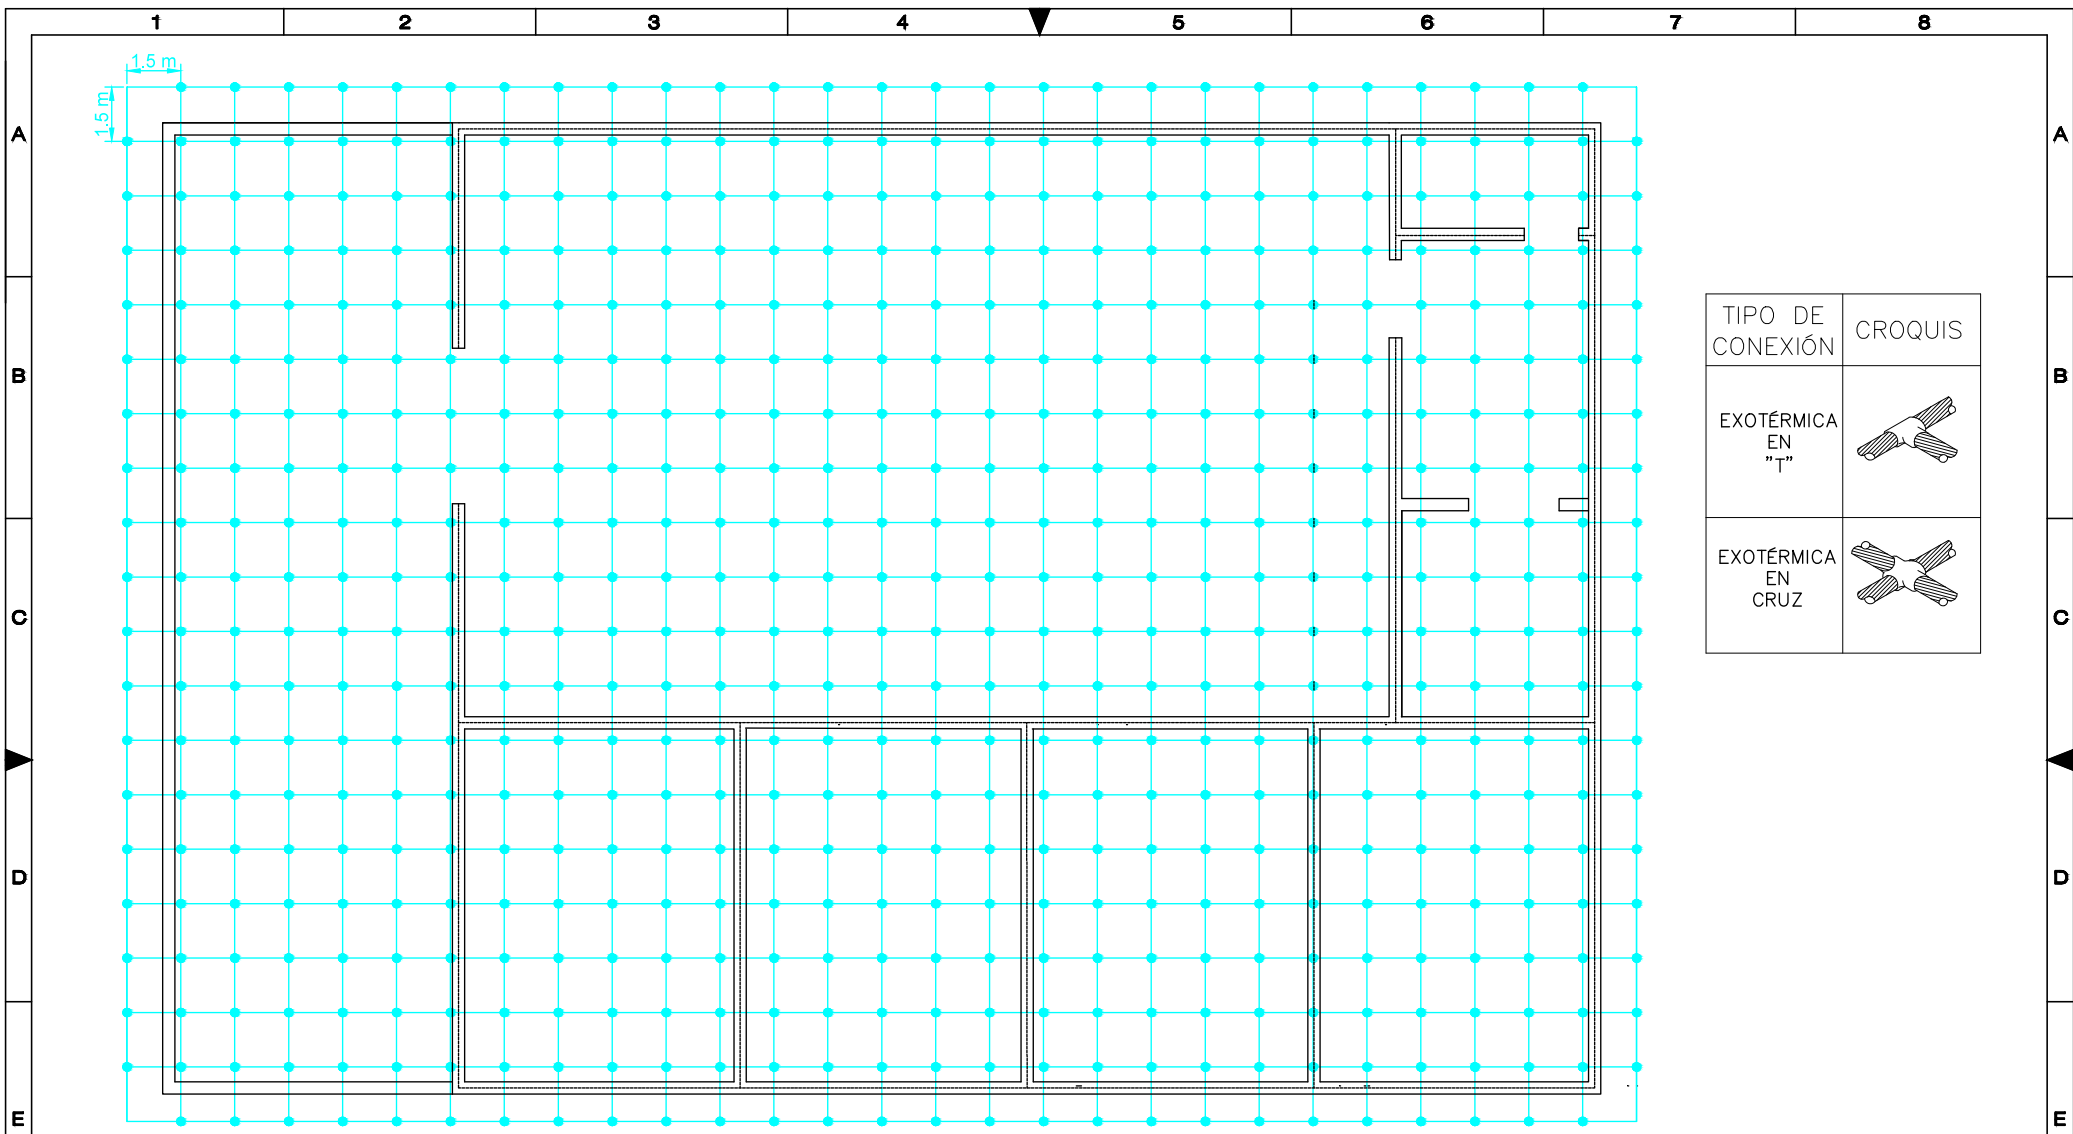 1 2 3 4 5 6 7 8
1.5 m
1.5 m
A A
B B
C C
D D
E E
TIPO DE
CONEXIÓN
CROQUIS
EXOTÉRMICA
EN
"T"
EXOTÉRMICA
EN
CRUZ